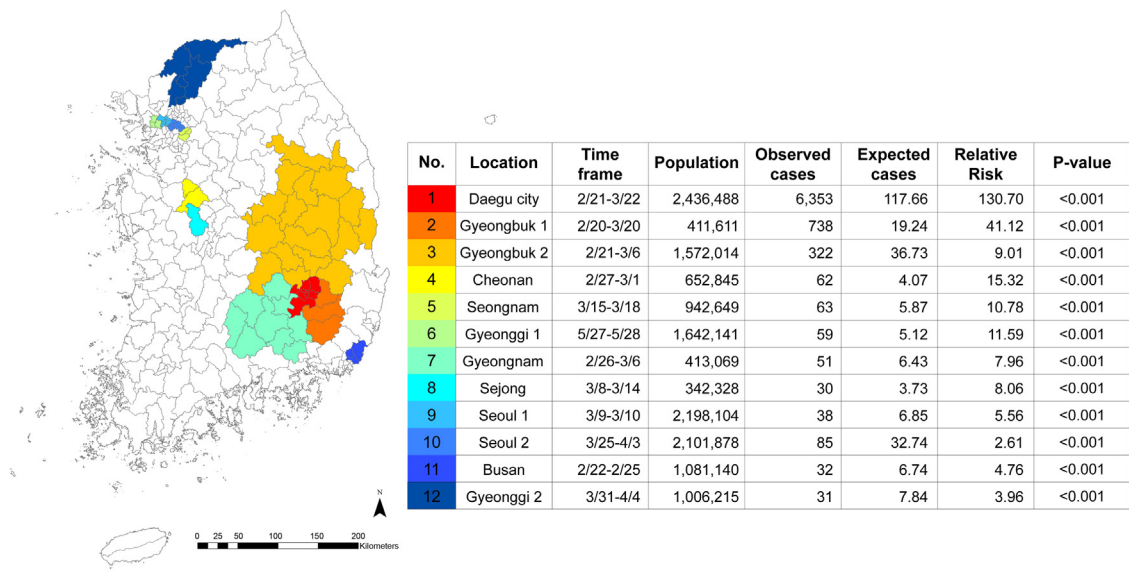 No. Location Time frame Population Observed cases Expected cases Relative Risk P-value
1 Daegu city 2/21-3/22 2,436,488 6,353 117.66 130.70 <0.001
2 Gyeongbuk 1 2/20-3/20 411,611 738 19.24 41.12 <0.001
3 Gyeongbuk 2 2/21-3/6 1,572,014 322 36.73 9.01 <0.001
4 Cheonan 2/27-3/1 652,845 62 4.07 15.32 <0.001
5 Seongnam 3/15-3/18 942,649 63 5.87 10.78 <0.001
6 Gyeonggi 1 5/27-5/28 1,642,141 59 5.12 11.59 <0.001
7 Gyeongnam 2/26-3/6 413,069 51 6.43 7.96 <0.001
8 Sejong 3/8-3/14 342,328 30 3.73 8.06 <0.001
9 Seoul 1 3/9-3/10 2,198,104 38 6.85 5.56 <0.001
10 Seoul 2 3/25-4/3 2,101,878 85 32.74 2.61 <0.001
11 Busan 2/22-2/25 1,081,140 32 6.74 4.76 <0.001
12 Gyeonggi 2 3/31-4/4 1,006,215 31 7.84 3.96 <0.001
N
0 25 50 100 150 200
Kilometers